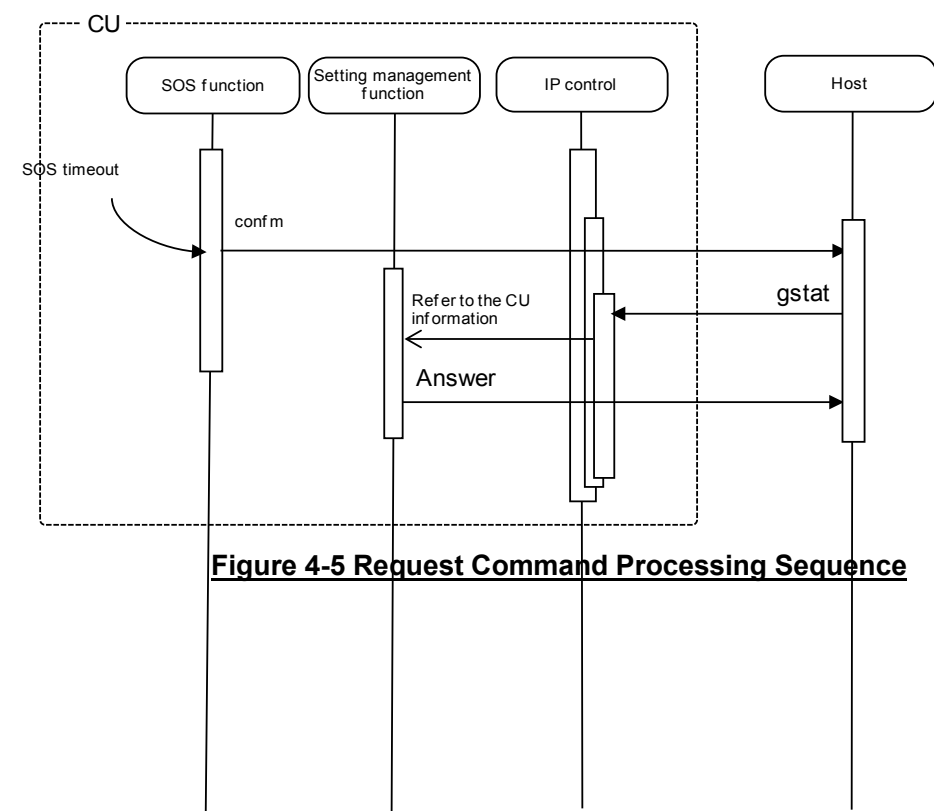 CU
SOS function
Setting management
function
IP control
Host
SOS timeout
confm
gstat
Refer to the CU
information
Answer
Figure 4-5 Request Command Processing Sequence